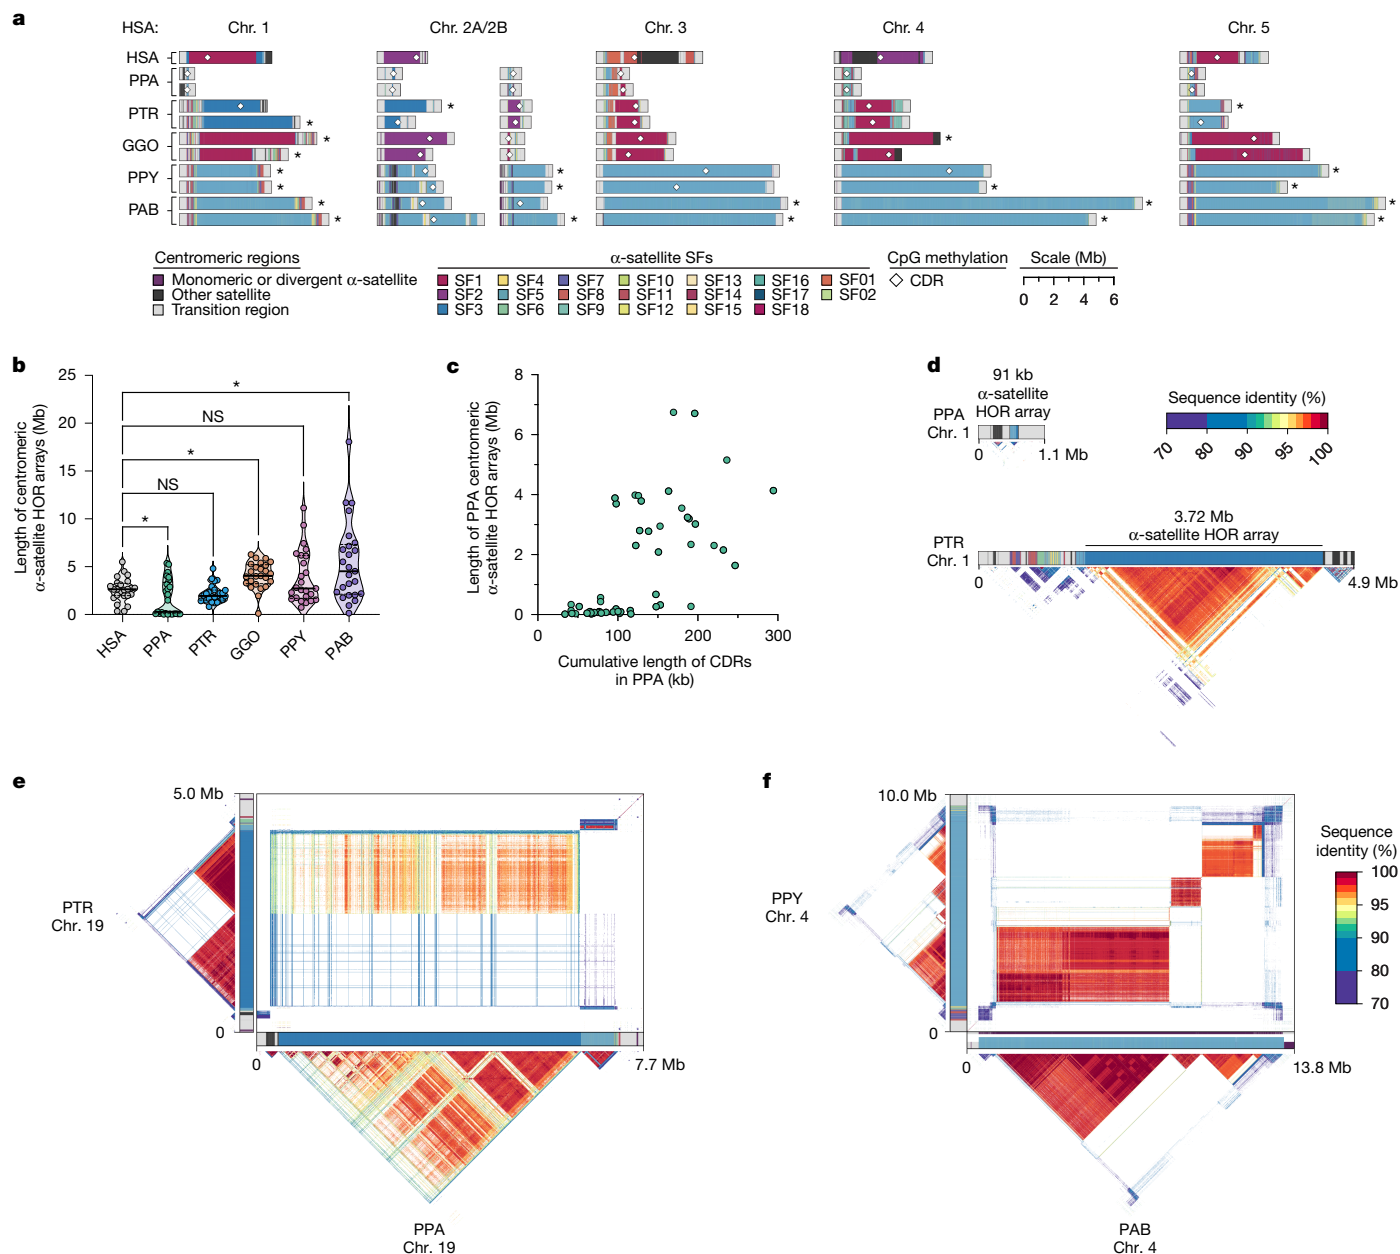 a
HSA: Chr. 1 Chr. 2A/2B Chr. 3 Chr. 4 Chr. 5
HSA
PPA
PTR * * *
GGO * * *
PPY * * * * * * *
PAB * * * * * * * *
Centromeric regions
Monomeric or divergent α-satellite
Other satellite
Transition region
α-satellite SFs
SF1 SF4 SF7 SF10 SF13 SF16 SF01
SF2 SF5 SF8 SF11 SF14 SF17 SF02
SF3 SF6 SF9 SF12 SF15 SF18
CpG methylation
CDR
Scale (Mb)
0 2 4 6
b
Length of centromeric
α-satellite HOR arrays (Mb)
25
20
15
10
5
0
*
NS
*
NS
*
HSA PPA PTR GGO PPY PAB
c
Length of PPA centromeric
α-satellite HOR arrays (Mb)
8
6
4
2
0
0 100 200 300
Cumulative length of CDRs
in PPA (kb)
d
91 kb
α-satellite
HOR array
PPA
Chr. 1
0 1.1 Mb
Sequence identity (%)
70 80 90 95 100
3.72 Mb
α-satellite HOR array
PTR
Chr. 1
0 4.9 Mb
e
5.0 Mb
PTR
Chr. 19
0
0 7.7 Mb
PPA
Chr. 19
f
10.0 Mb
PPY
Chr. 4
0
0 13.8 Mb
PAB
Chr. 4
Sequence
identity (%)
100
95
90
80
70